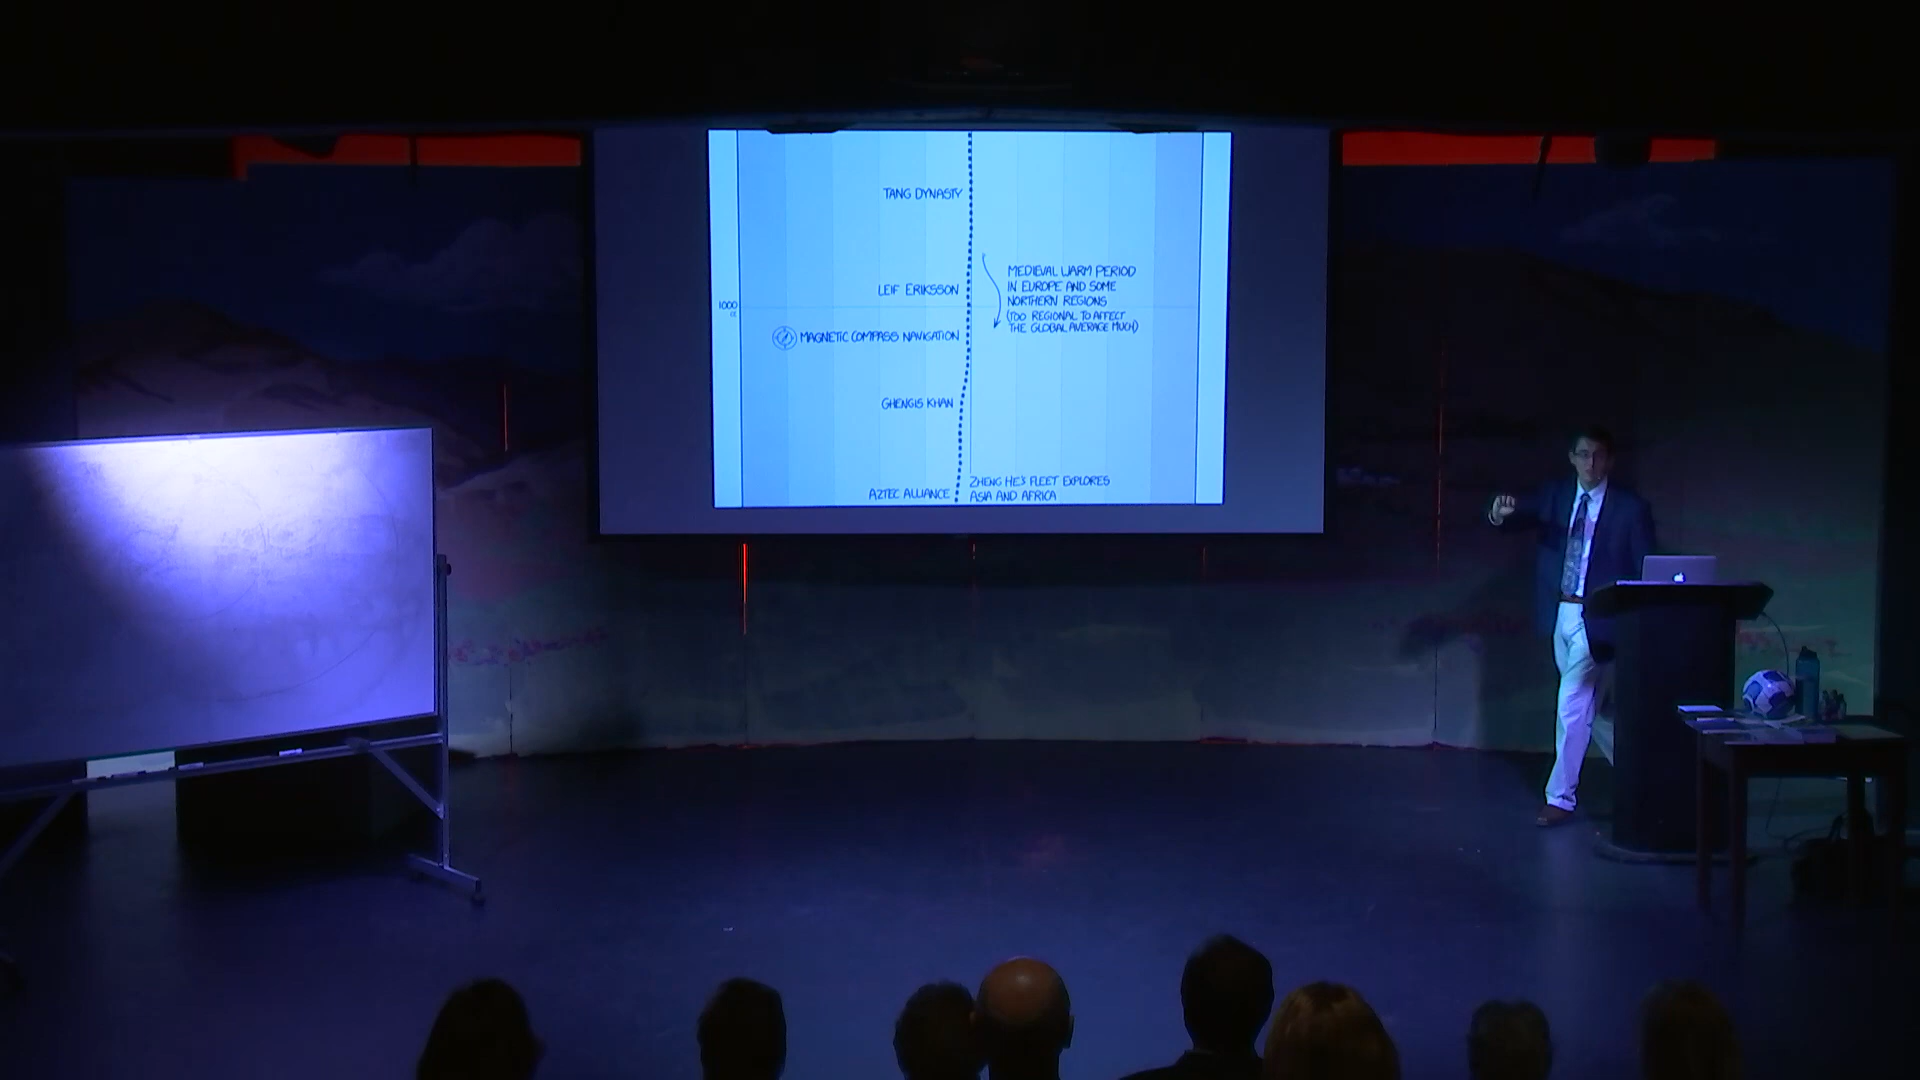 TANG DYNASTY
LEIF ERIKSSON
MEDIEVAL WARM PERIOD
IN EUROPE AND SOME
NORTHERN REGIONS
(TOO REGIONAL TO AFFECT
THE GLOBAL AVERAGE MUCH)
1000
CE
MAGNETIC COMPASS NAVIGATION
GHENGIS KHAN
AZTEC ALLIANCE
ZHENG HE'S FLEET EXPLORES
ASIA AND AFRICA